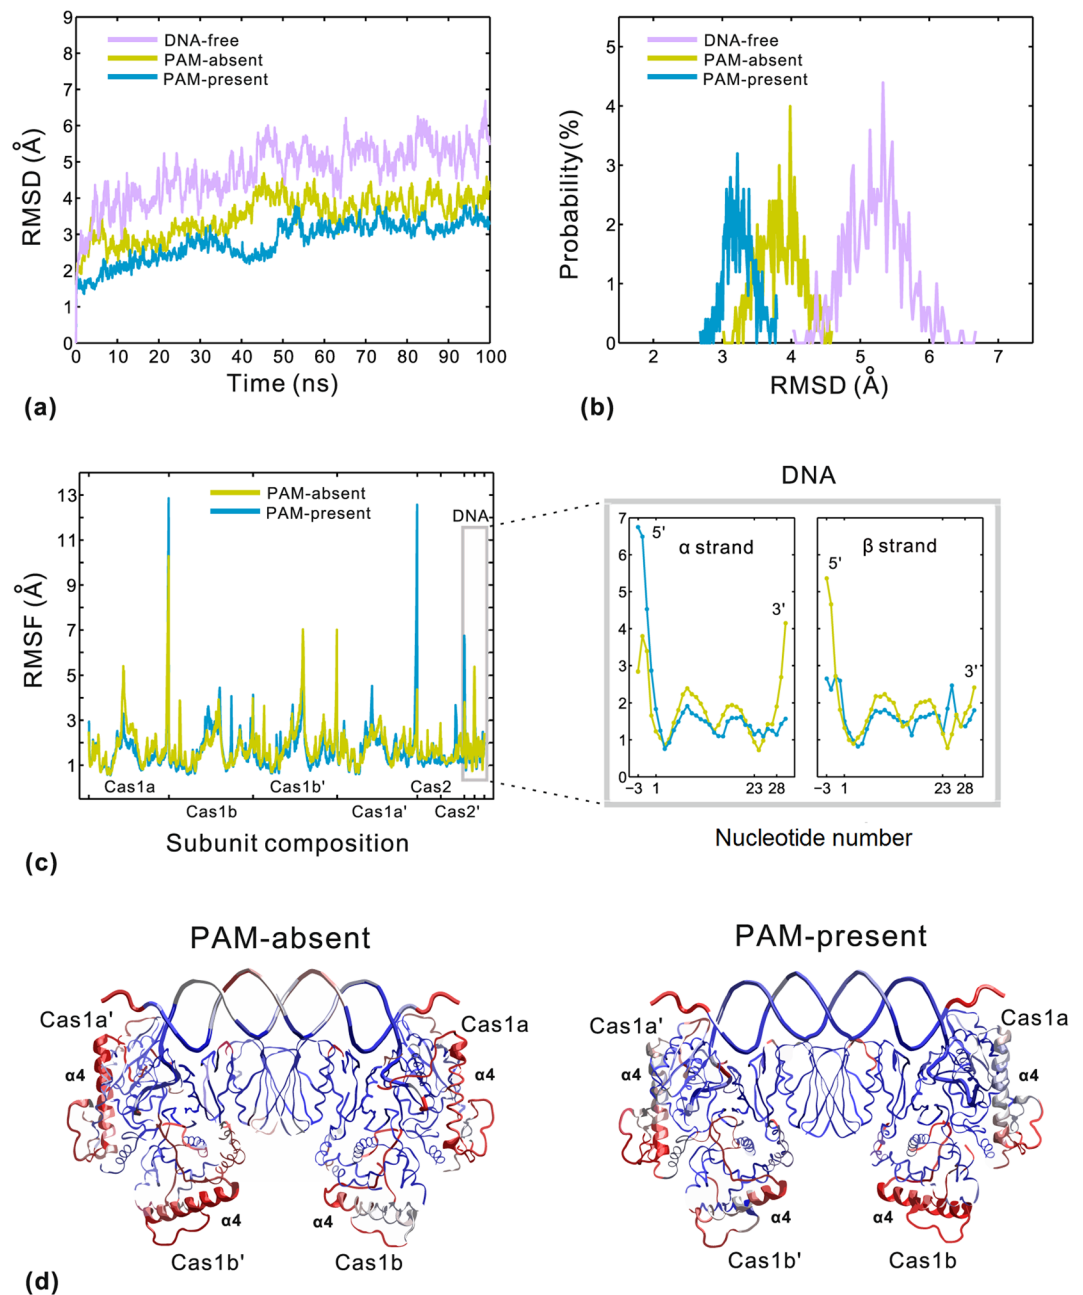 9
8
7
6
5
4
3
2
1
0
RMSD (Å)
DNA-free
PAM-absent
PAM-present
0 10 20 30 40 50 60 70 80 90 100
Time (ns)
(a)
5
4
3
2
1
0
Probability(%)
DNA-free
PAM-absent
PAM-present
2 3 4 5 6 7
RMSD (Å)
(b)
13
11
9
7
5
3
1
RMSF (Å)
PAM-absent
PAM-present
DNA
Cas1a Cas1b' Cas2
Cas1b Cas1a' Cas2'
Subunit composition
(c)
DNA
7
6
5
4
3
2
1
0
5'
α strand
3'
−3 1 23 28
β strand
5'
3'
−3 1 23 28
Nucleotide number
PAM-absent
Cas1a'
Cas1a
α4
α4
α4
α4
Cas1b'
Cas1b
PAM-present
Cas1a'
Cas1a
α4
α4
α4
α4
Cas1b'
Cas1b
(d)